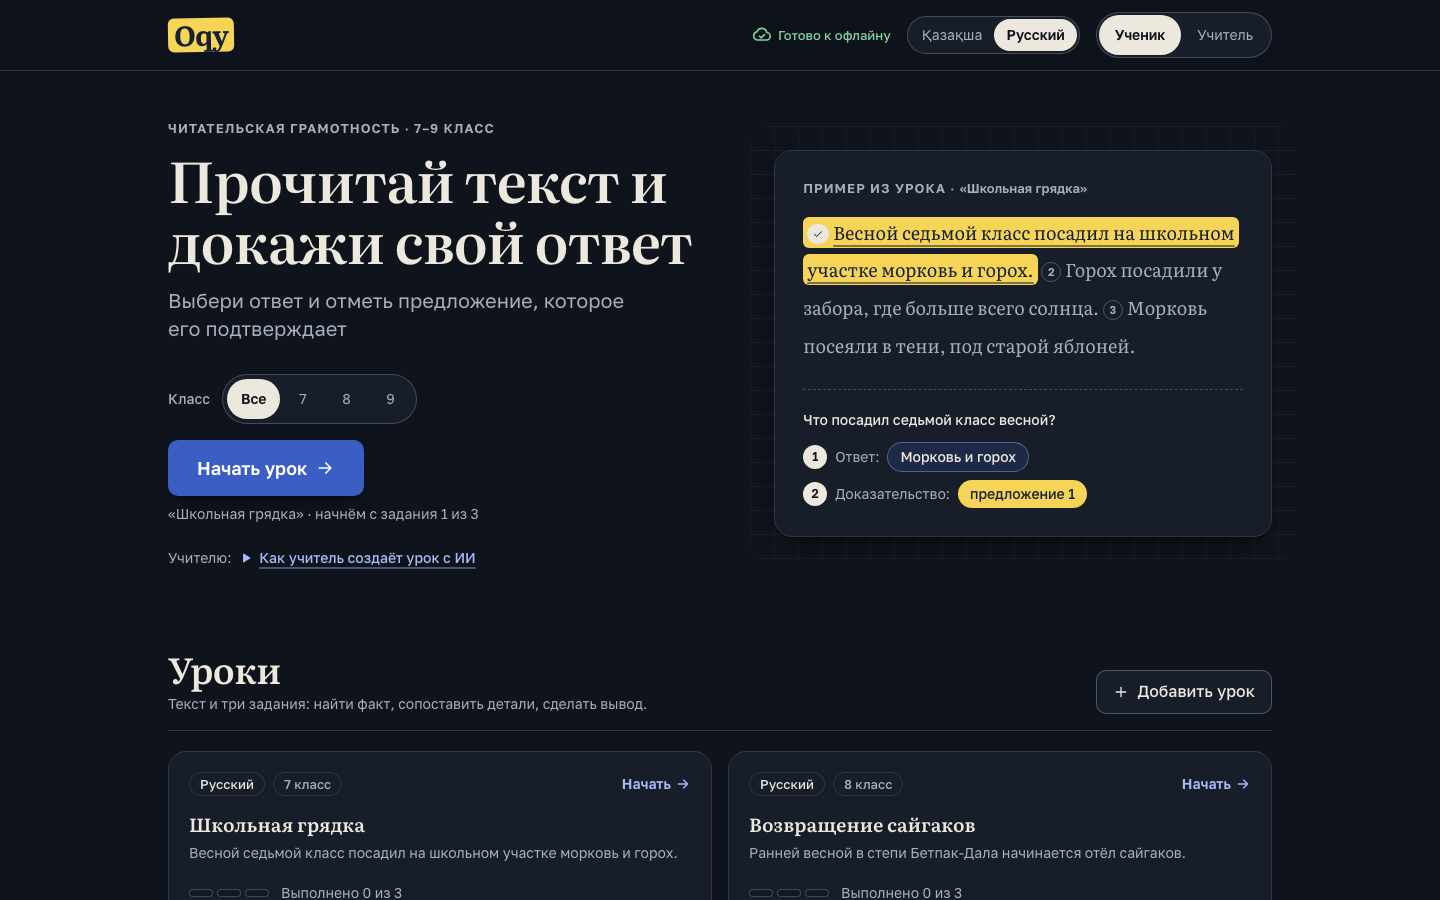 Oqy
Готово к офлайну
Қазақша
Русский
Ученик
Учитель
ЧИТАТЕЛЬСКАЯ ГРАМОТНОСТЬ · 7–9 КЛАСС
Прочитай текст и
докажи свой ответ
Выбери ответ и отметь предложение, которое
его подтверждает
Класс
Все
7
8
9
Начать урок →
«Школьная грядка» · начнём с задания 1 из 3
Учителю: ▶ Как учитель создаёт урок с ИИ
ПРИМЕР ИЗ УРОКА · «Школьная грядка»
Весной седьмой класс посадил на школьном
участке морковь и горох. 2 Горох посадили у
забора, где больше всего солнца. 3 Морковь
посеяли в тени, под старой яблоней.
Что посадил седьмой класс весной?
1 Ответ: Морковь и горох
2 Доказательство: предложение 1
Уроки
Текст и три задания: найти факт, сопоставить детали, сделать вывод.
+ Добавить урок
Русский
7 класс
Начать →
Школьная грядка
Весной седьмой класс посадил на школьном участке морковь и горох.
Выполнено 0 из 3
Русский
8 класс
Начать →
Возвращение сайгаков
Ранней весной в степи Бетпак-Дала начинается отёл сайгаков.
Выполнено 0 из 3